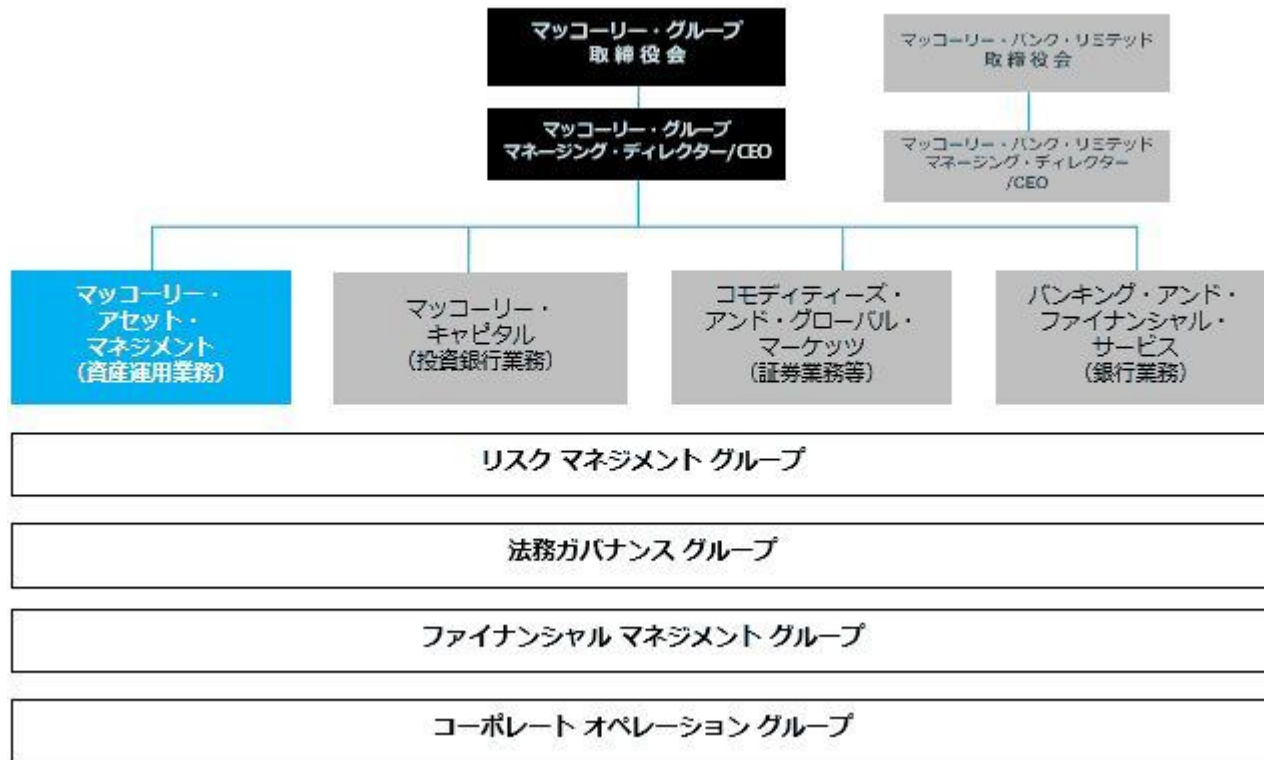 マッコーリー・グループ
取締役会
マッコーリー・バンク・リミテッド
取締役会
マッコーリー・グループ
マネージング・ディレクター/CEO
マッコーリー・バンク・リミテッド
マネージング・ディレクター
/CEO
マッコーリー・
アセット・
マネジメント
(資産運用業務)
マッコーリー・
キャピタル
(投資銀行業務)
コモディティーズ・
アンド・グローバル・
マーケッツ
(証券業務等)
バンキング・アンド・
ファイナンシャル・
サービス
(銀行業務)
リスク マネジメント グループ
法務ガバナンス グループ
ファイナンシャル マネジメント グループ
コーポレート オペレーション グループ